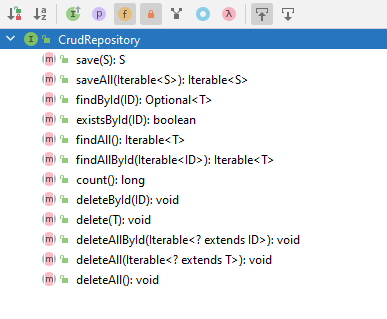 CrudRepository
save(S): S
saveAll(Iterable<S>): Iterable<S>
findById(ID): Optional<T>
existsById(ID): boolean
findAll(): Iterable<T>
findAllById(Iterable<ID>): Iterable<T>
count(): long
deleteById(ID): void
delete(T): void
deleteAllById(Iterable<? extends ID>): void
deleteAll(Iterable<? extends T>): void
deleteAll(): void